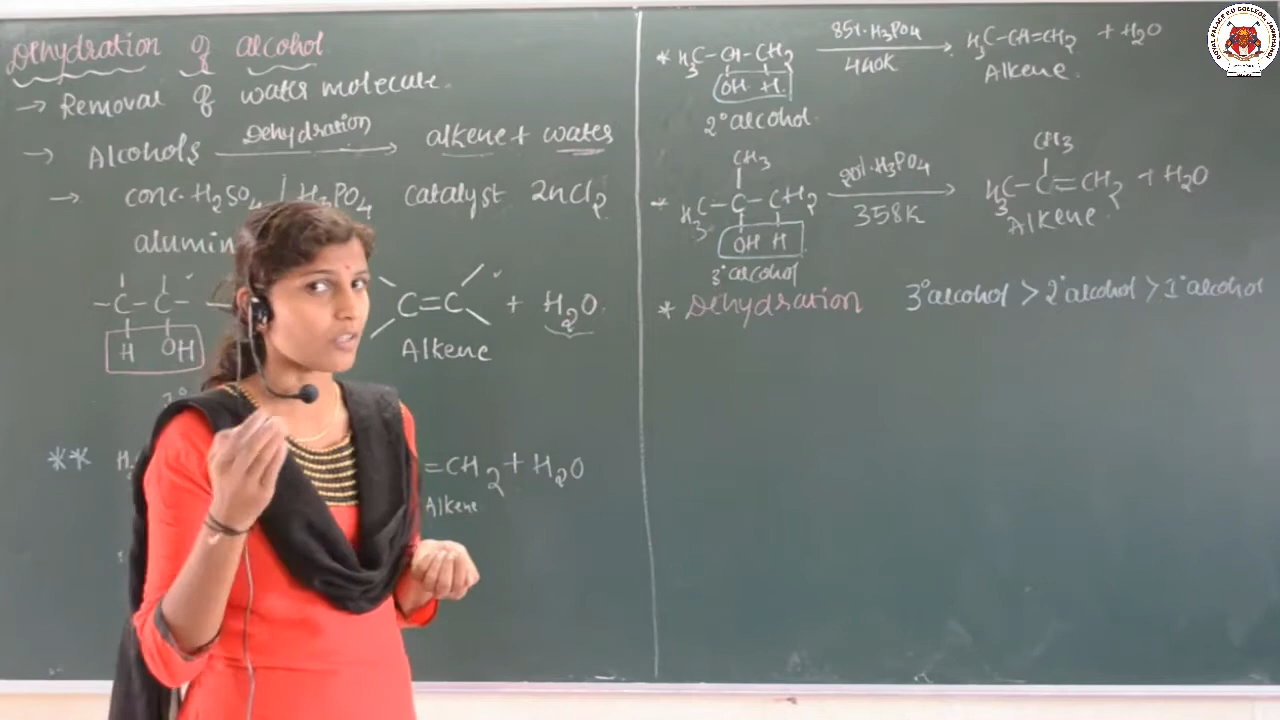 Dehydration of alcohol
→ Removal of water molecule.
→ Alcohols Dehydration → alkene + water
→ conc. H2SO4 / H3PO4 catalyst ZnCl2
alumin
-C-C- C=C + H2O.
H OH Alkene
** H =CH2 + H2O
Alkene
* H3C-CH-CH2 85%.H3PO4 → H3C-CH=CH2 + H2O
OH H 440K Alkene.
2° alcohol.
CH3 CH3
* H3C-C-CH2 20%.H3PO4 → H3C-C=CH2 + H2O
OH H 358K Alkene.
3° alcohol
* Dehydration 3° alcohol > 2° alcohol > 1° alcohol